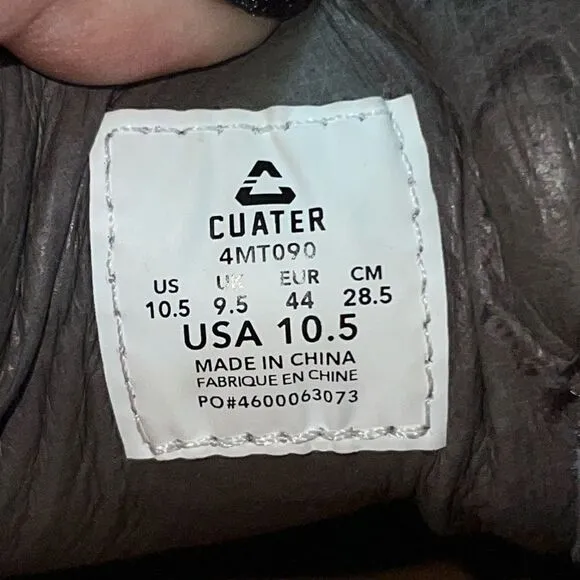 CUATER
4MT090
US UK EUR CM
10.5 9.5 44 28.5
USA 10.5
MADE IN CHINA
FABRIQUE EN CHINE
PO#4600063073